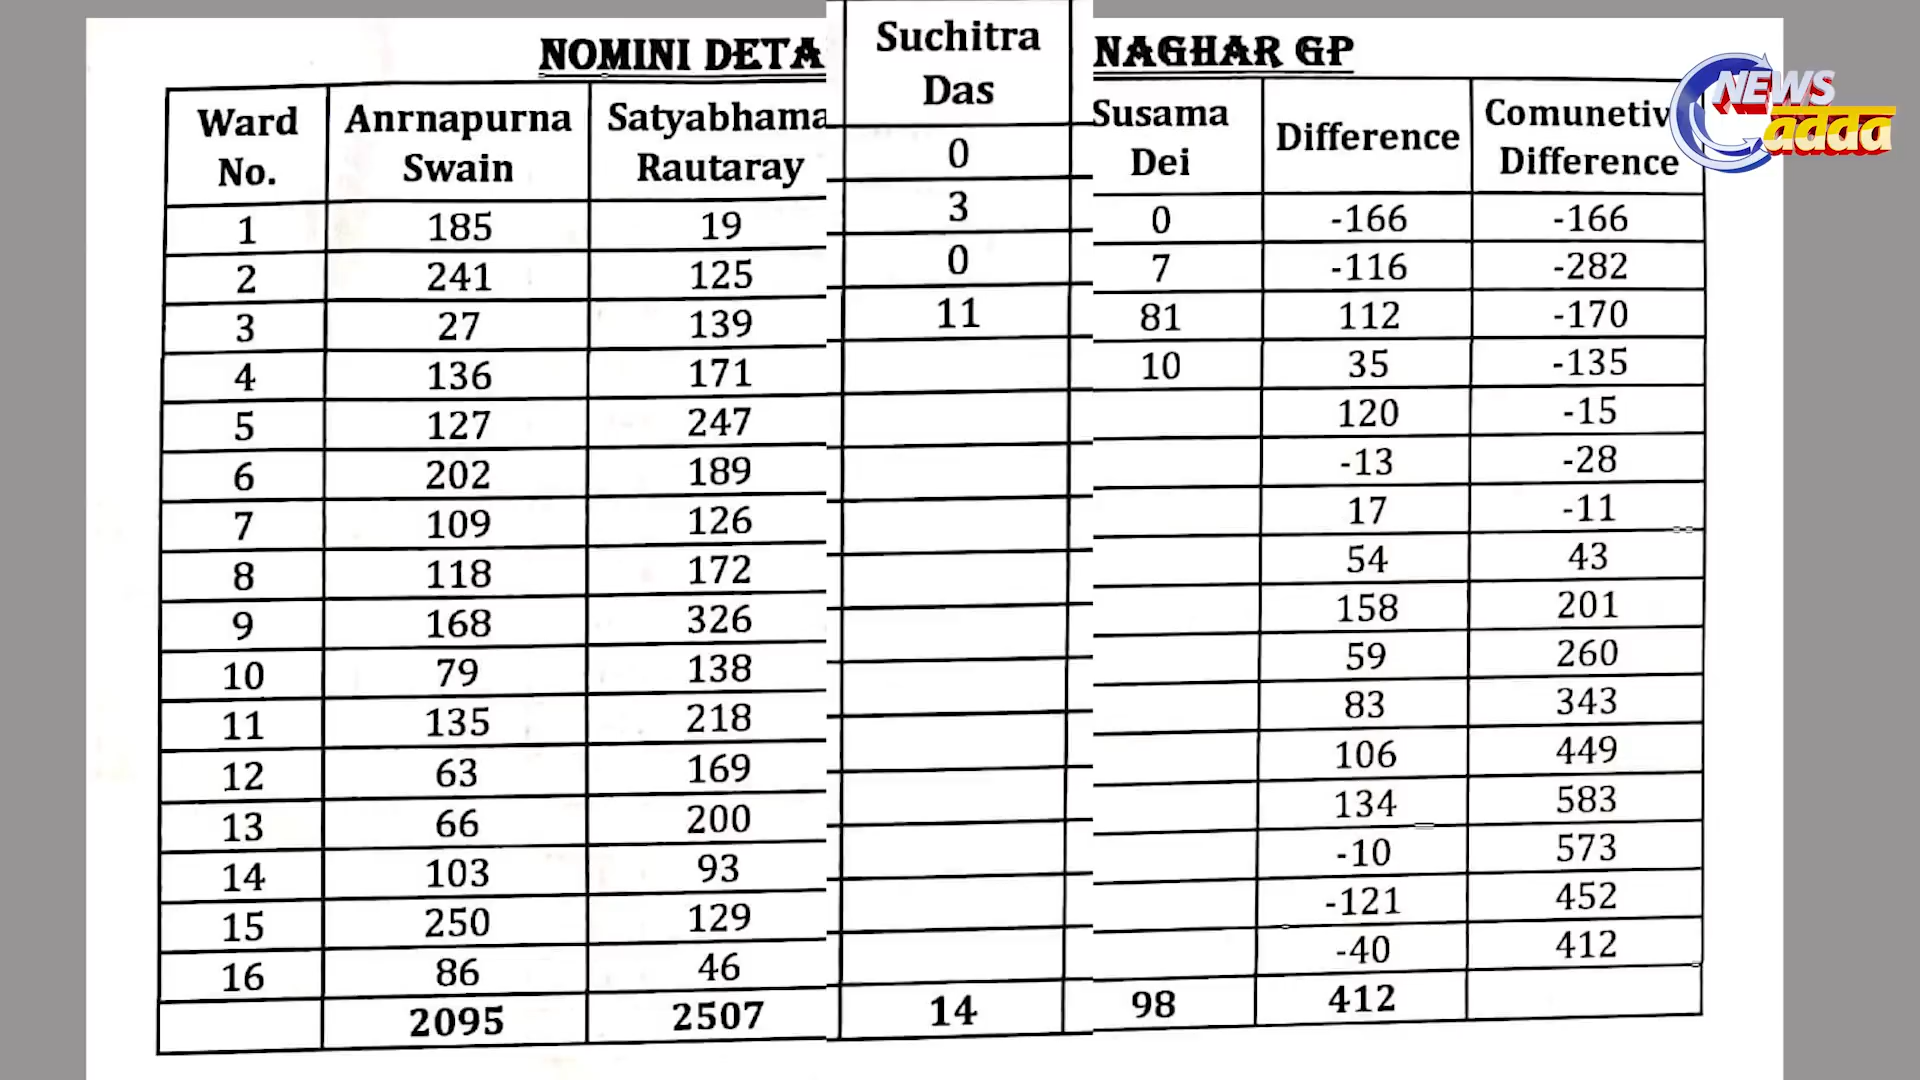 NOMINI DETA NAGHAR GP
Ward No. Anrnapurna Swain Satyabhama Rautaray Suchitra Das Susama Dei Difference Comunetiv Difference
1 185 19 0 0 -166 -166
2 241 125 3 7 -116 -282
3 27 139 0 81 112 -170
4 136 171 11 10 35 -135
5 127 247 120 -15
6 202 189 -13 -28
7 109 126 17 -11
8 118 172 54 43
9 168 326 158 201
10 79 138 59 260
11 135 218 83 343
12 63 169 106 449
13 66 200 134 583
14 103 93 -10 573
15 250 129 -121 452
16 86 46 -40 412
2095 2507 14 98 412
NEWS
अड्डा